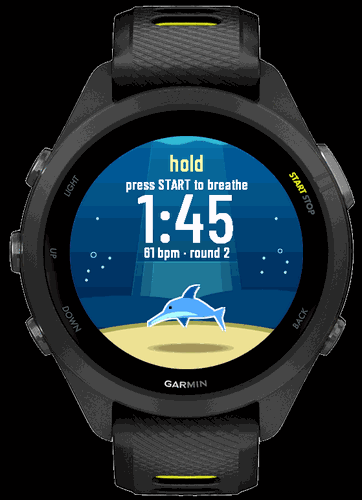 hold
press START to breathe
1:45
61 bpm · round 2
LIGHT
START STOP
UP
DOWN
BACK
GARMIN